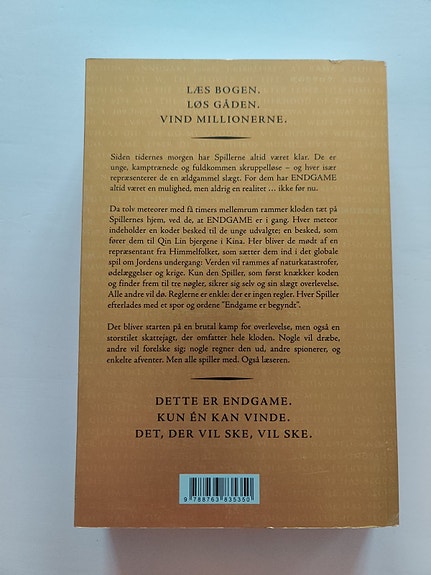 LÆS BOGEN.
LØS GÅDEN.
VIND MILLIONERNE.
Siden tidernes morgen har Spillerne altid været klar. De er
unge, kamptrænede og fuldkommen skruppelløse – og hver især
repræsenterer de en ældgammel slægt. For dem har ENDGAME
altid været en mulighed, men aldrig en realitet ... ikke før nu.
Da tolv meteorer med få timers mellemrum rammer kloden tæt på
Spillernes hjem, ved de, at ENDGAME er i gang. Hver meteor
indeholder en kodet besked til de unge udvalgte; en besked, som
fører dem til Qin Lin bjergene i Kina. Her bliver de mødt af en
repræsentant fra Himmelfolket, som sætter dem ind i det globale
spil om Jordens undergang: Verden vil rammes af naturkatastrofer,
ødelæggelser og krige. Kun den Spiller, som først knækker koden
og finder frem til tre nøgler, sikrer sig selv og sin slægt overlevelse.
Alle andre vil dø. Reglerne er enkle: der er ingen regler. Hver Spiller
efterlades med et spor og ordene "Endgame er begyndt".
Det bliver starten på en brutal kamp for overlevelse, men også en
storstilet skattejagt, der omfatter hele kloden. Nogle vil dræbe,
andre vil forelske sig; nogle regner den ud, andre spionerer, og
enkelte afventer. Men alle spiller med. Også læseren.
DETTE ER ENDGAME.
KUN ÉN KAN VINDE.
DET, DER VIL SKE, VIL SKE.
9 788763 835350